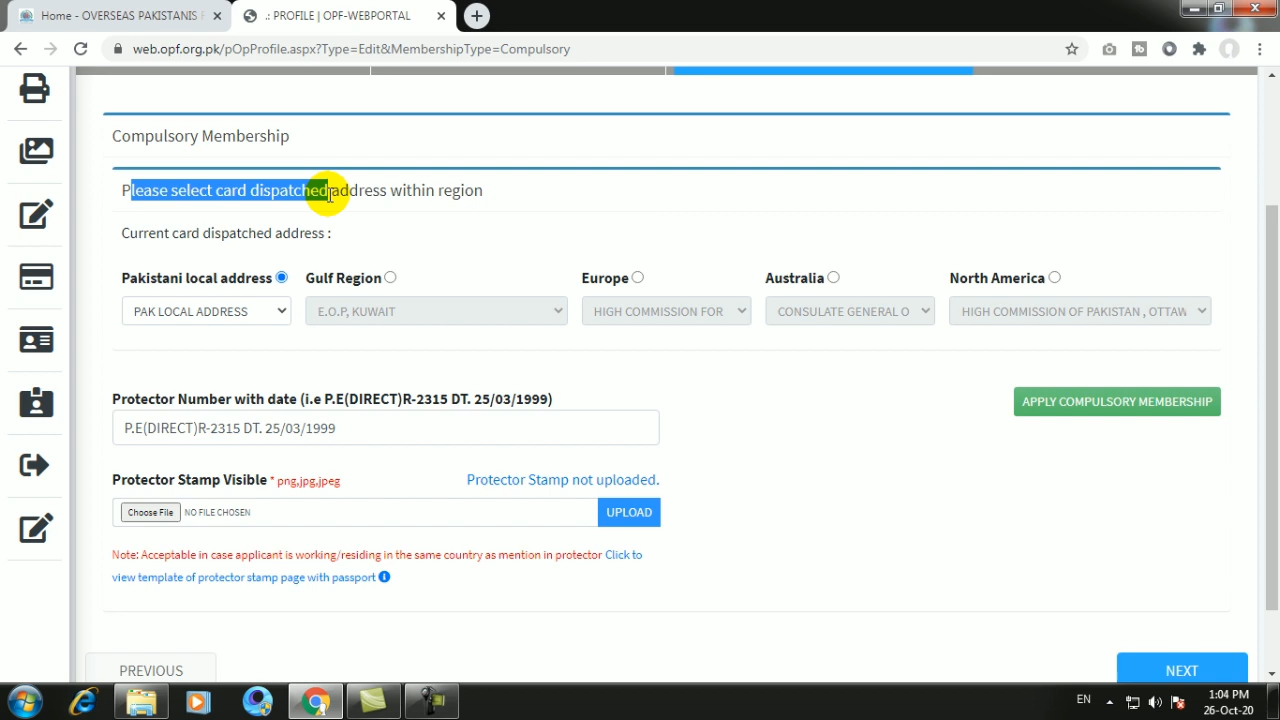 Home - OVERSEAS PAKISTANIS F
.: PROFILE | OPF-WEBPORTAL
web.opf.org.pk/pOpProfile.aspx?Type=Edit&MembershipType=Compulsory
Compulsory Membership
Please select card dispatched address within region
Current card dispatched address :
Pakistani local address Gulf Region Europe Australia North America
PAK LOCAL ADDRESS E.O.P, KUWAIT HIGH COMMISSION FOR CONSULATE GENERAL O HIGH COMMISSION OF PAKISTAN , OTTAW
Protector Number with date (i.e P.E(DIRECT)R-2315 DT. 25/03/1999)
APPLY COMPULSORY MEMBERSHIP
P.E(DIRECT)R-2315 DT. 25/03/1999
Protector Stamp Visible * png,jpg,jpeg Protector Stamp not uploaded.
Choose File NO FILE CHOSEN UPLOAD
Note: Acceptable in case applicant is working/residing in the same country as mention in protector Click to
view template of protector stamp page with passport
PREVIOUS NEXT
EN 1:04 PM
26-Oct-20